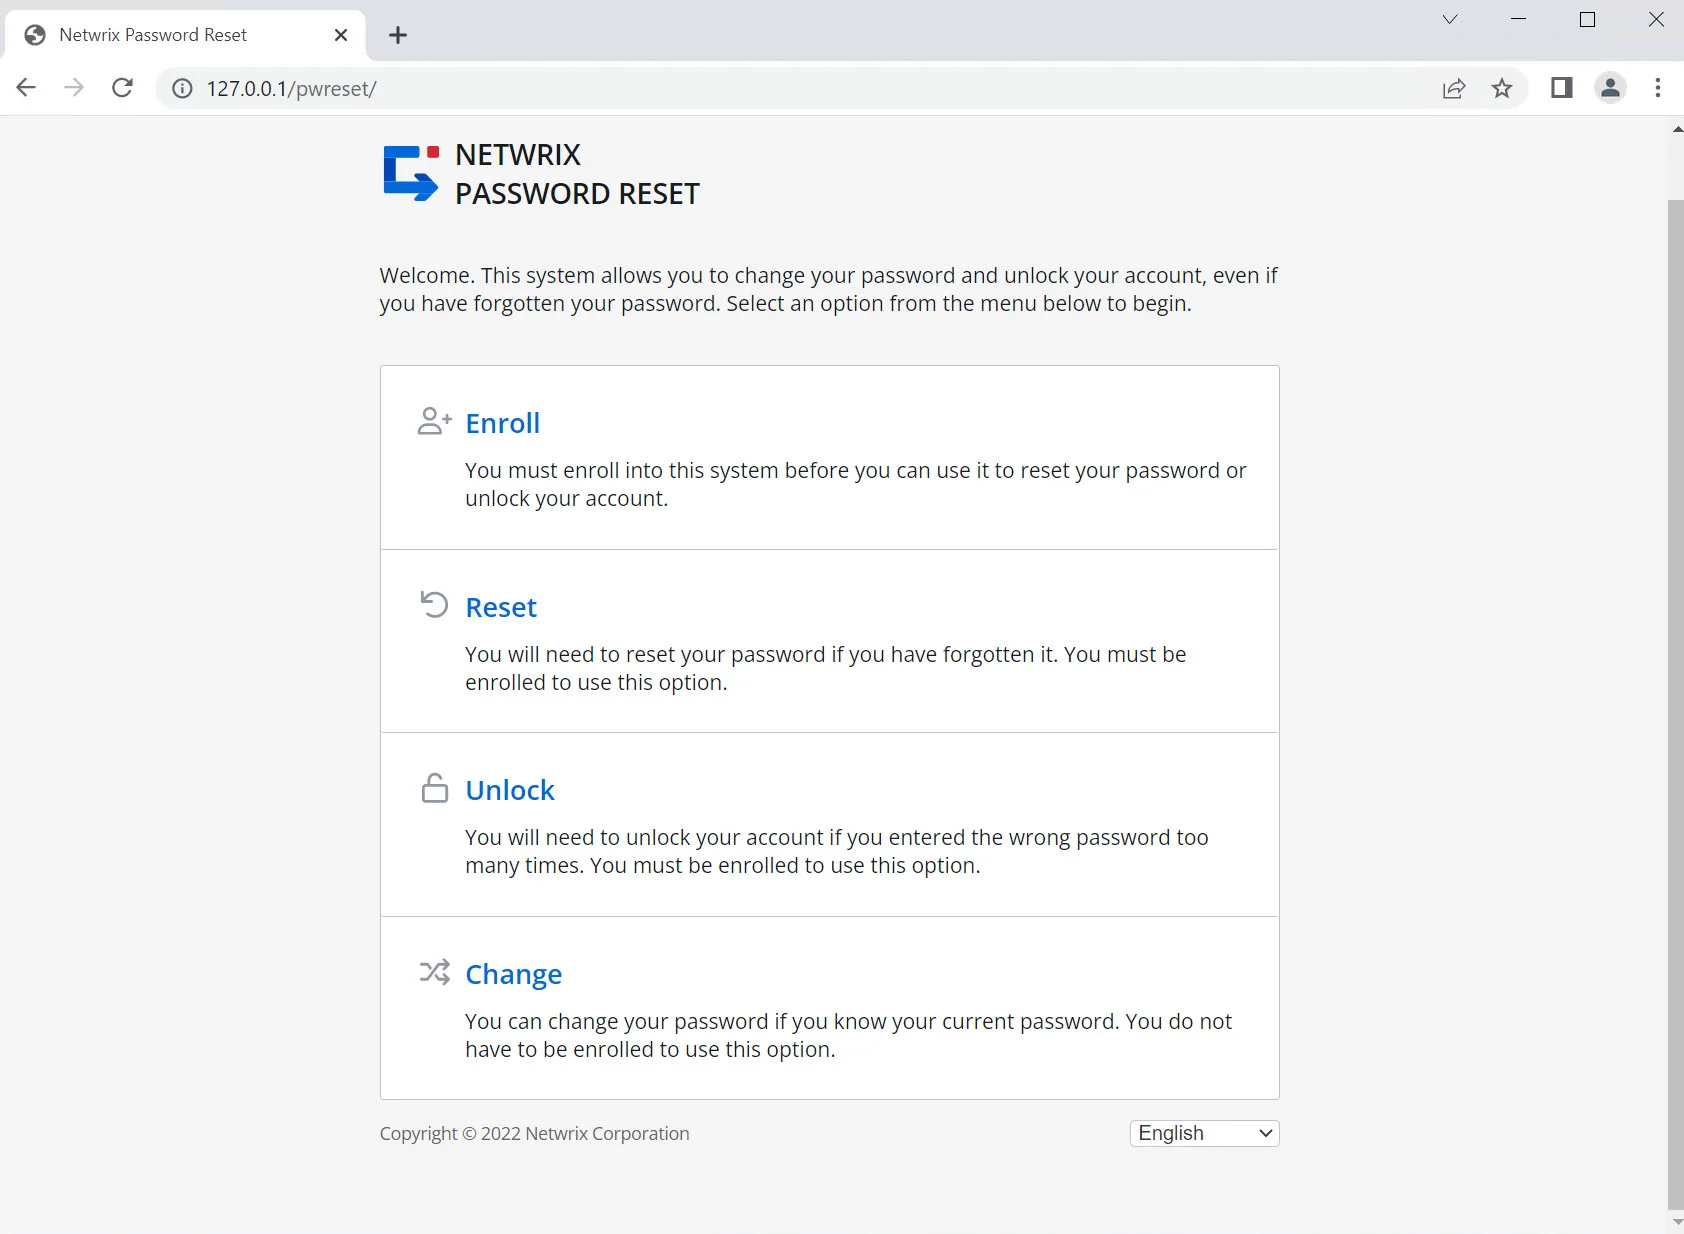 Netwrix Password Reset
127.0.0.1/pwreset/
NETWRIX
PASSWORD RESET
Welcome. This system allows you to change your password and unlock your account, even if
you have forgotten your password. Select an option from the menu below to begin.
Enroll
You must enroll into this system before you can use it to reset your password or
unlock your account.
Reset
You will need to reset your password if you have forgotten it. You must be
enrolled to use this option.
Unlock
You will need to unlock your account if you entered the wrong password too
many times. You must be enrolled to use this option.
Change
You can change your password if you know your current password. You do not
have to be enrolled to use this option.
Copyright © 2022 Netwrix Corporation
English